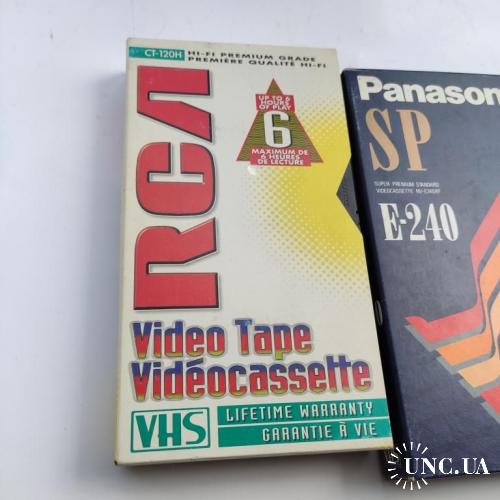 CT-120H HI-FI PREMIUM GRADE
PREMIÈRE QUALITÉ HI-FI
RCA
UP TO 6
HOURS
OF PLAY
6
MAXIMUM DE
6 HEURES
DE LECTURE
Video Tape
Vidéocassette
VHS
LIFETIME WARRANTY
GARANTIE À VIE
Panason
SP
SUPER PREMIUM STANDARD
VIDEOCASSETTE
E-240
UNC.UA